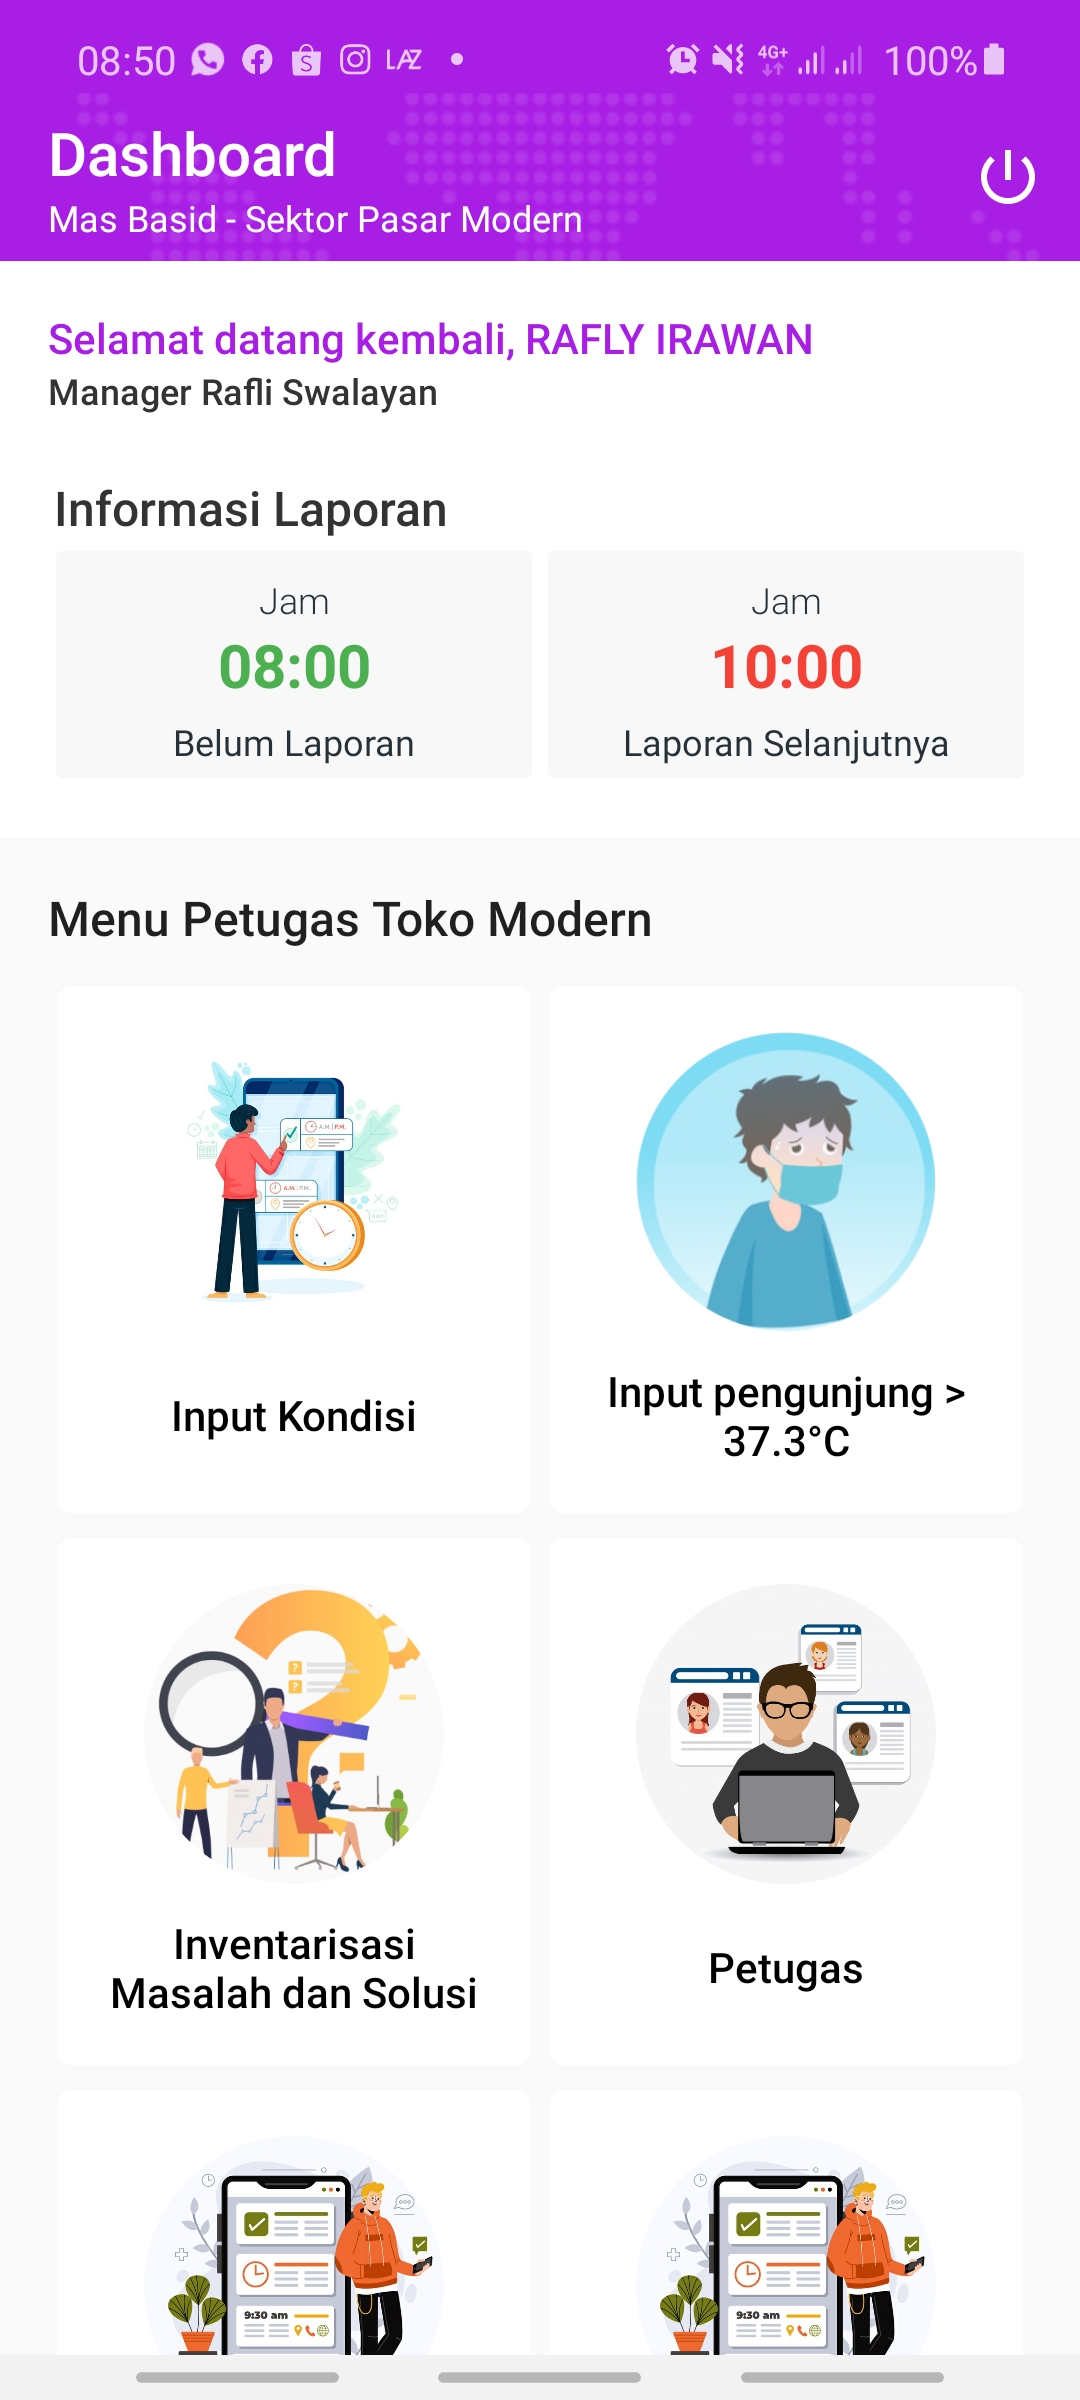 08:50 LAZ 4G+ 100%
Dashboard
Mas Basid - Sektor Pasar Modern
Selamat datang kembali, RAFLY IRAWAN
Manager Rafli Swalayan
Informasi Laporan
Jam
08:00
Belum Laporan
Jam
10:00
Laporan Selanjutnya
Menu Petugas Toko Modern
A.M. P.M.
A.M. P.M.
Input Kondisi
Input pengunjung >
37.3°C
? 
?
Inventarisasi
Masalah dan Solusi
Petugas
9:30 am
9:30 am